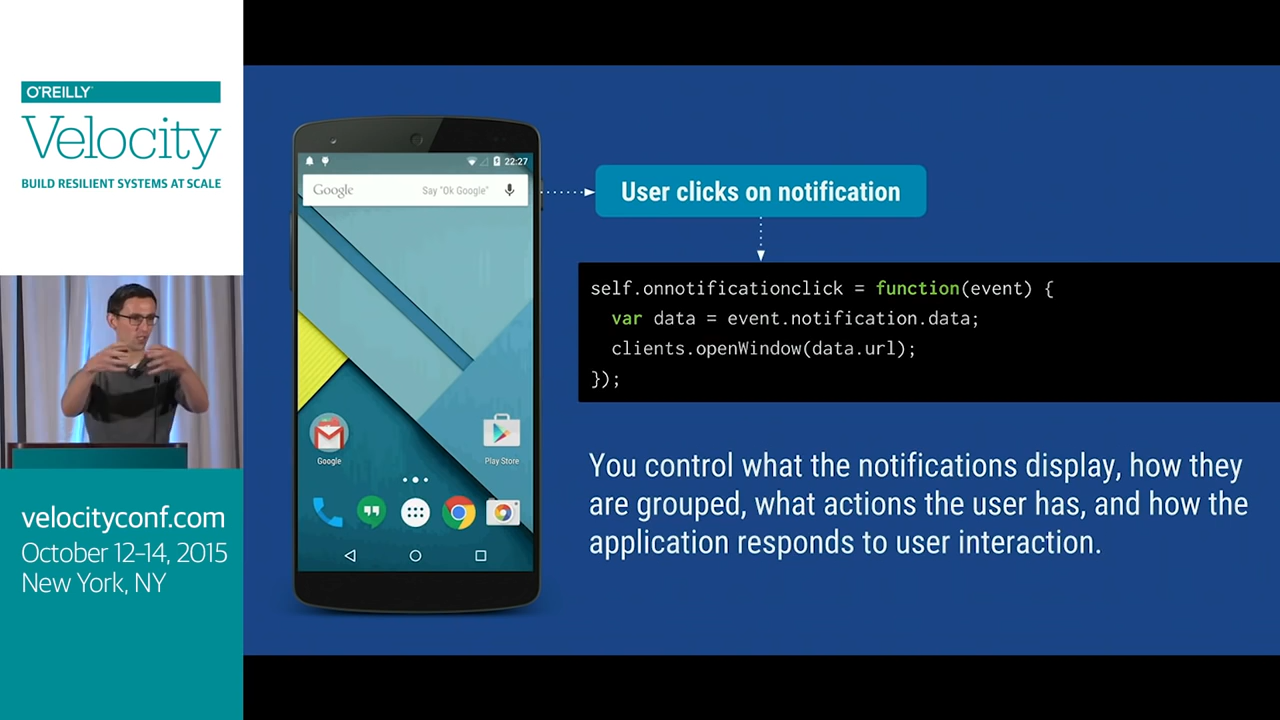 O'REILLY
Velocity
BUILD RESILIENT SYSTEMS AT SCALE
velocityconf.com
October 12–14, 2015
New York, NY
22:27
Google
Say "Ok Google"
Google
Play Store
User clicks on notification
self.onnotificationclick = function(event) {
var data = event.notification.data;
clients.openWindow(data.url);
});
You control what the notifications display, how they
are grouped, what actions the user has, and how the
application responds to user interaction.